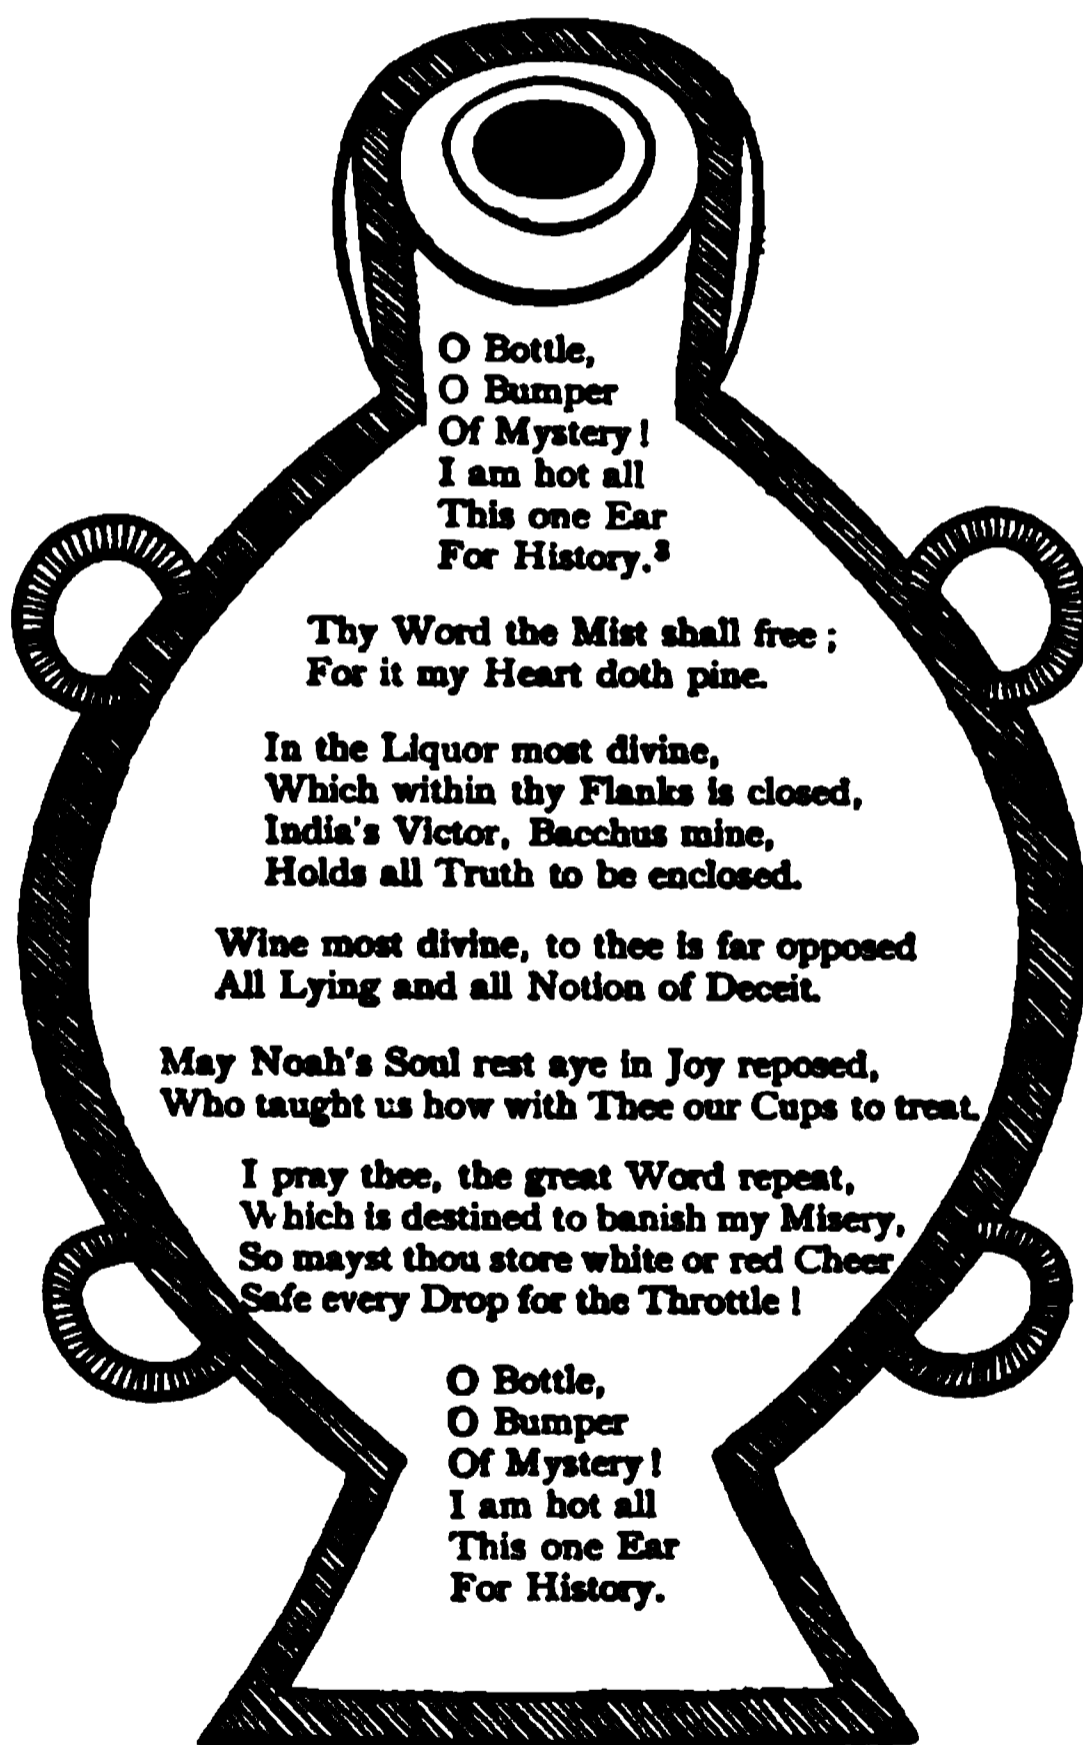 O Bottle,
O Bumper
Of Mystery !
I am hot all
This one Ear
For History.³
Thy Word the Mist shall free ;
For it my Heart doth pine.
In the Liquor most divine,
Which within thy Flanks is closed,
India's Victor, Bacchus mine,
Holds all Truth to be enclosed.
Wine most divine, to thee is far opposed
All Lying and all Notion of Deceit.
May Noah's Soul rest aye in Joy reposed,
Who taught us how with Thee our Cups to treat.
I pray thee, the great Word repeat,
Which is destined to banish my Misery,
So mayst thou store white or red Cheer
Safe every Drop for the Throttle !
O Bottle,
O Bumper
Of Mystery !
I am hot all
This one Ear
For History.